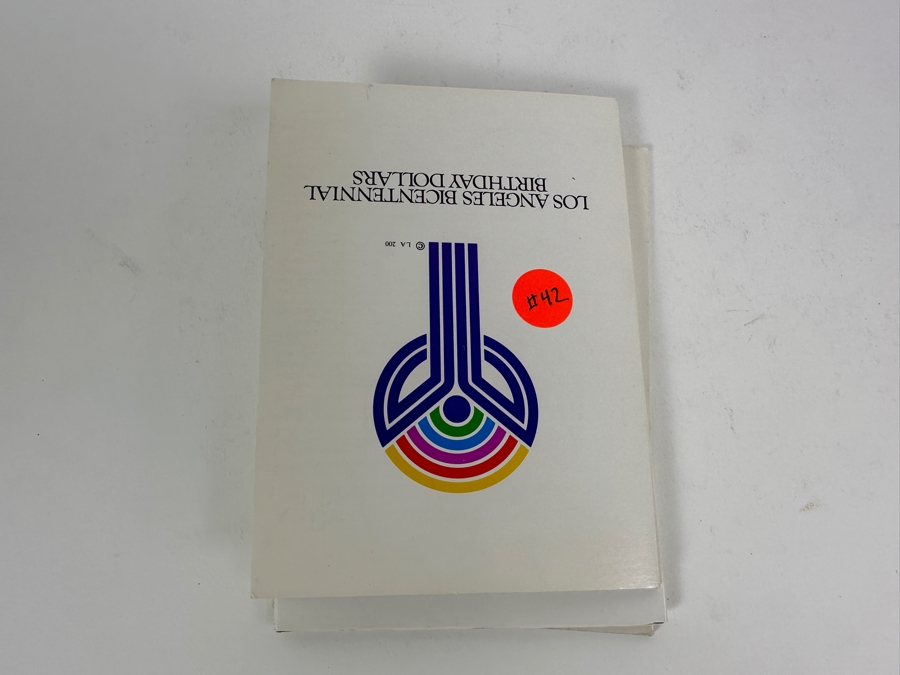 LOS ANGELES BICENTENNIAL
BIRTHDAY DOLLARS
© L.A. 200
#42